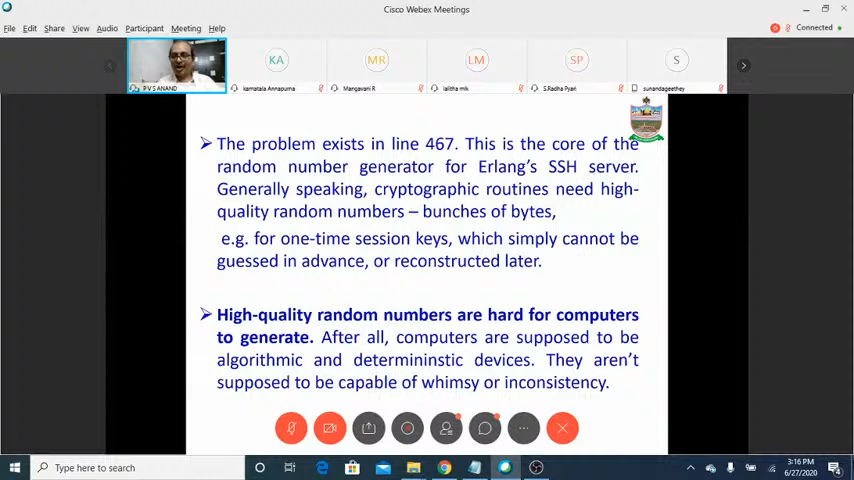 Cisco Webex Meetings
File Edit Share View Audio Participant Meeting Help
Connected
KA
MR
LM
SP
S
P V S ANAND
kamatala Annapurna
Mangavani R
lalitha mlk
S.Radha Pyari
sunandageethey
The problem exists in line 467. This is the core of the
random number generator for Erlang's SSH server.
Generally speaking, cryptographic routines need high-
quality random numbers – bunches of bytes,
e.g. for one-time session keys, which simply cannot be
guessed in advance, or reconstructed later.
High-quality random numbers are hard for computers
to generate. After all, computers are supposed to be
algorithmic and determininstic devices. They aren't
supposed to be capable of whimsy or inconsistency.
Type here to search
3:16 PM
6/27/2020
4